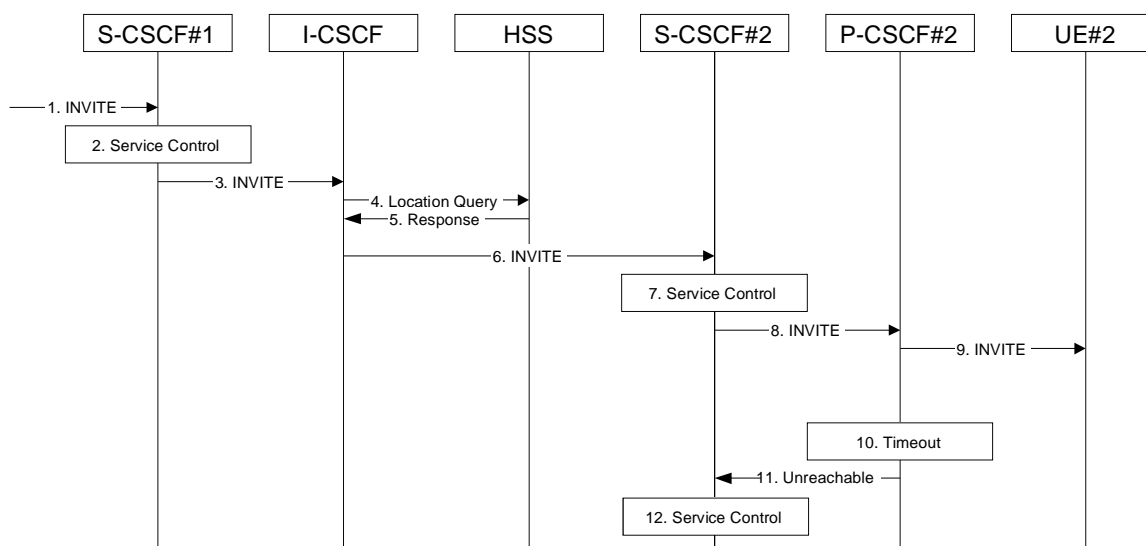 S-CSCF#1
I-CSCF
HSS
S-CSCF#2
P-CSCF#2
UE#2
1. INVITE
2. Service Control
3. INVITE
4. Location Query
5. Response
6. INVITE
7. Service Control
8. INVITE
9. INVITE
10. Timeout
11. Unreachable
12. Service Control